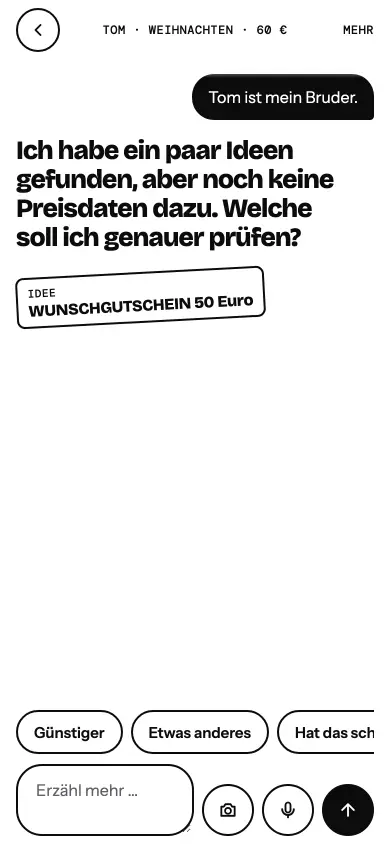 TOM · WEIHNACHTEN · 60 €
MEHR
Tom ist mein Bruder.
Ich habe ein paar Ideen
gefunden, aber noch keine
Preisdaten dazu. Welche
soll ich genauer prüfen?
IDEE
WUNSCHGUTSCHEIN 50 Euro
Günstiger
Etwas anderes
Hat das sch
Erzähl mehr ...